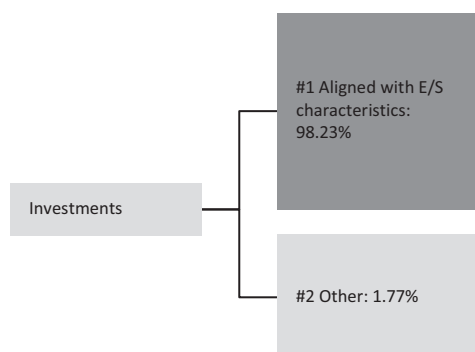 #1 Aligned with E/S
characteristics:
98.23%
Investments
#2 Other: 1.77%